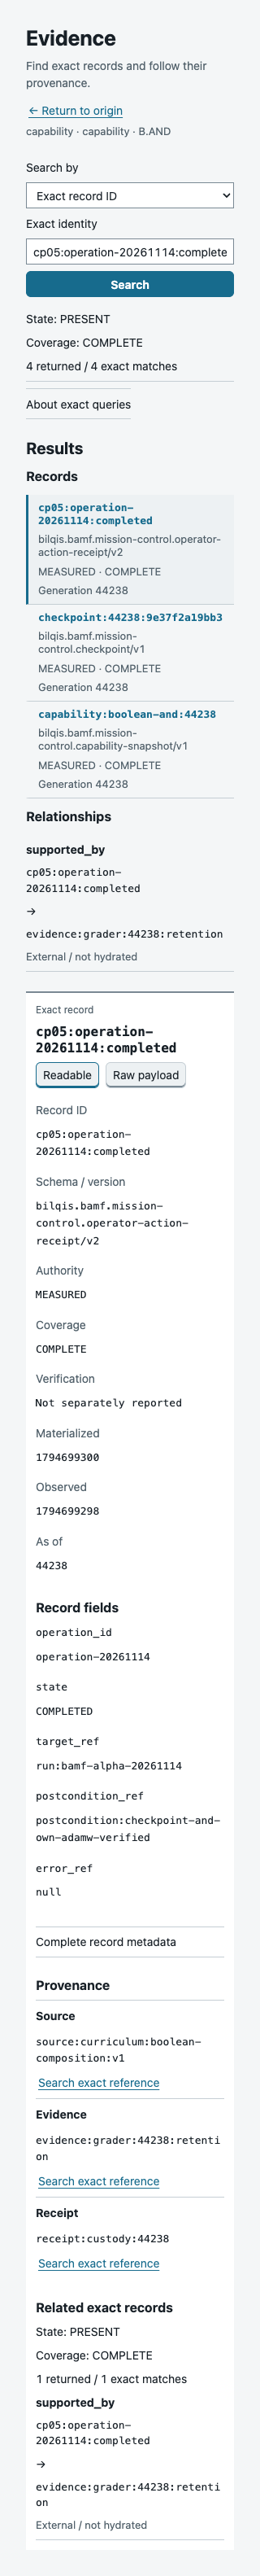 Evidence
Find exact records and follow their
provenance.
← Return to origin
capability · capability · B.AND
Search by
Exact record ID
Exact identity
cp05:operation-20261114:complete
Search
State: PRESENT
Coverage: COMPLETE
4 returned / 4 exact matches
About exact queries
Results
Records
cp05:operation-
20261114:completed
bilqis.bamf.mission-control.operator-
action-receipt/v2
MEASURED · COMPLETE
Generation 44238
checkpoint:44238:9e37f2a19bb3
bilqis.bamf.mission-
control.checkpoint/v1
MEASURED · COMPLETE
Generation 44238
capability:boolean-and:44238
bilqis.bamf.mission-
control.capability-snapshot/v1
MEASURED · COMPLETE
Generation 44238
Relationships
supported_by
cp05:operation-
20261114:completed
→
evidence:grader:44238:retention
External / not hydrated
Exact record
cp05:operation-
20261114:completed
Readable
Raw payload
Record ID
cp05:operation-
20261114:completed
Schema / version
bilqis.bamf.mission-
control.operator-action-
receipt/v2
Authority
MEASURED
Coverage
COMPLETE
Verification
Not separately reported
Materialized
1794699300
Observed
1794699298
As of
44238
Record fields
operation_id
operation-20261114
state
COMPLETED
target_ref
run:bamf-alpha-20261114
postcondition_ref
postcondition:checkpoint-and-
own-adamw-verified
error_ref
null
Complete record metadata
Provenance
Source
source:curriculum:boolean-
composition:v1
Search exact reference
Evidence
evidence:grader:44238:retenti
on
Search exact reference
Receipt
receipt:custody:44238
Search exact reference
Related exact records
State: PRESENT
Coverage: COMPLETE
1 returned / 1 exact matches
supported_by
cp05:operation-
20261114:completed
→
evidence:grader:44238:retenti
on
External / not hydrated